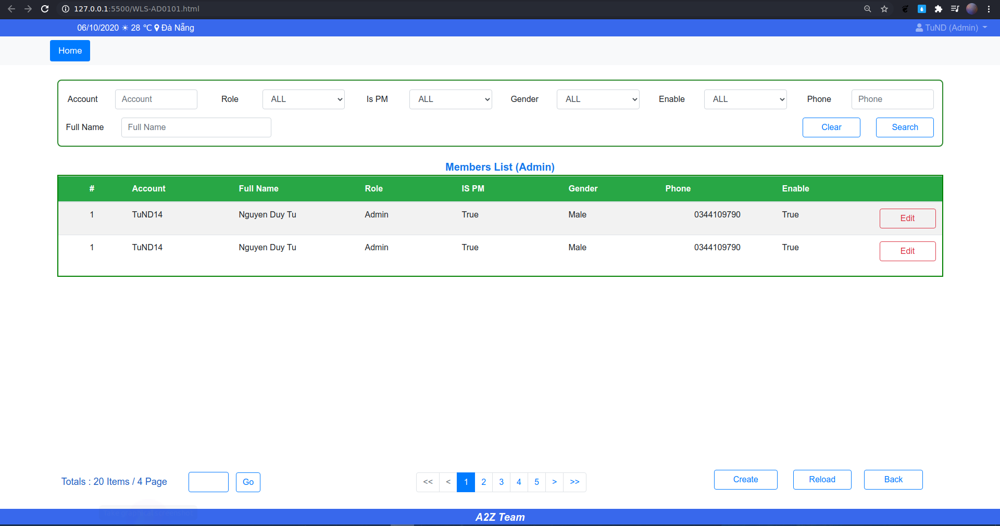 127.0.0.1:5500/WLS-AD0101.html
06/10/2020 ☀ 28 ℃ Đà Nẵng TuND (Admin)
Home
Account Account Role ALL Is PM ALL Gender ALL Enable ALL Phone Phone
Full Name Full Name Clear Search
Members List (Admin)
# Account Full Name Role IS PM Gender Phone Enable
1 TuND14 Nguyen Duy Tu Admin True Male 0344109790 True Edit
1 TuND14 Nguyen Duy Tu Admin True Male 0344109790 True Edit
Totals : 20 Items / 4 Page Go << < 1 2 3 4 5 > >> Create Reload Back
A2Z Team